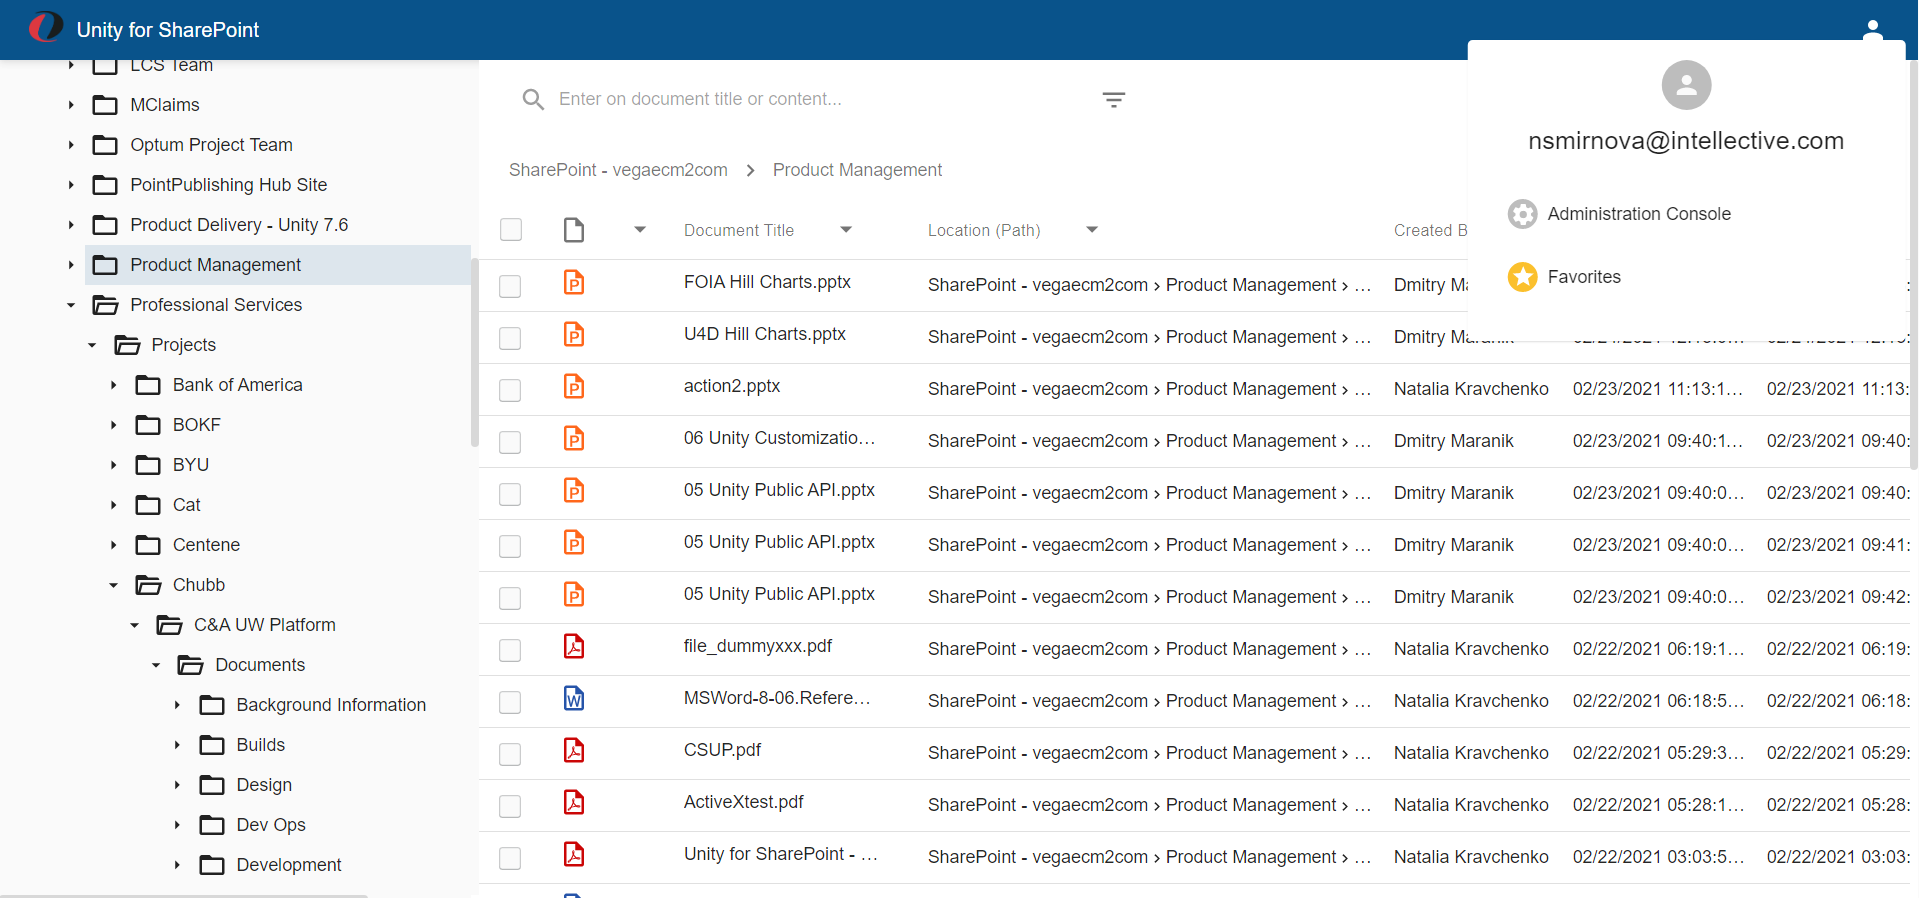 Unity for SharePoint
LCS Team
MClaims
Optum Project Team
PointPublishing Hub Site
Product Delivery - Unity 7.6
Product Management
Professional Services
Projects
Bank of America
BOKF
BYU
Cat
Centene
Chubb
C&A UW Platform
Documents
Background Information
Builds
Design
Dev Ops
Development
Enter on document title or content...
SharePoint - vegaecm2com > Product Management
Document Title Location (Path) Created B
FOIA Hill Charts.pptx SharePoint - vegaecm2com › Product Management › … Dmitry Ma
U4D Hill Charts.pptx SharePoint - vegaecm2com › Product Management › … Dmitry Maranik
action2.pptx SharePoint - vegaecm2com › Product Management › … Natalia Kravchenko 02/23/2021 11:13:1… 02/23/2021 11:13:
06 Unity Customizatio… SharePoint - vegaecm2com › Product Management › … Dmitry Maranik 02/23/2021 09:40:1… 02/23/2021 09:40:
05 Unity Public API.pptx SharePoint - vegaecm2com › Product Management › … Dmitry Maranik 02/23/2021 09:40:0… 02/23/2021 09:40:
05 Unity Public API.pptx SharePoint - vegaecm2com › Product Management › … Dmitry Maranik 02/23/2021 09:40:0… 02/23/2021 09:41:
05 Unity Public API.pptx SharePoint - vegaecm2com › Product Management › … Dmitry Maranik 02/23/2021 09:40:0… 02/23/2021 09:42:
file_dummyxxx.pdf SharePoint - vegaecm2com › Product Management › … Natalia Kravchenko 02/22/2021 06:19:1… 02/22/2021 06:19:
MSWord-8-06.Refere… SharePoint - vegaecm2com › Product Management › … Natalia Kravchenko 02/22/2021 06:18:5… 02/22/2021 06:18:
CSUP.pdf SharePoint - vegaecm2com › Product Management › … Natalia Kravchenko 02/22/2021 05:29:3… 02/22/2021 05:29:
ActiveXtest.pdf SharePoint - vegaecm2com › Product Management › … Natalia Kravchenko 02/22/2021 05:28:1… 02/22/2021 05:28:
Unity for SharePoint - … SharePoint - vegaecm2com › Product Management › … Natalia Kravchenko 02/22/2021 03:03:5… 02/22/2021 03:03:
nsmirnova@intellective.com
Administration Console
Favorites